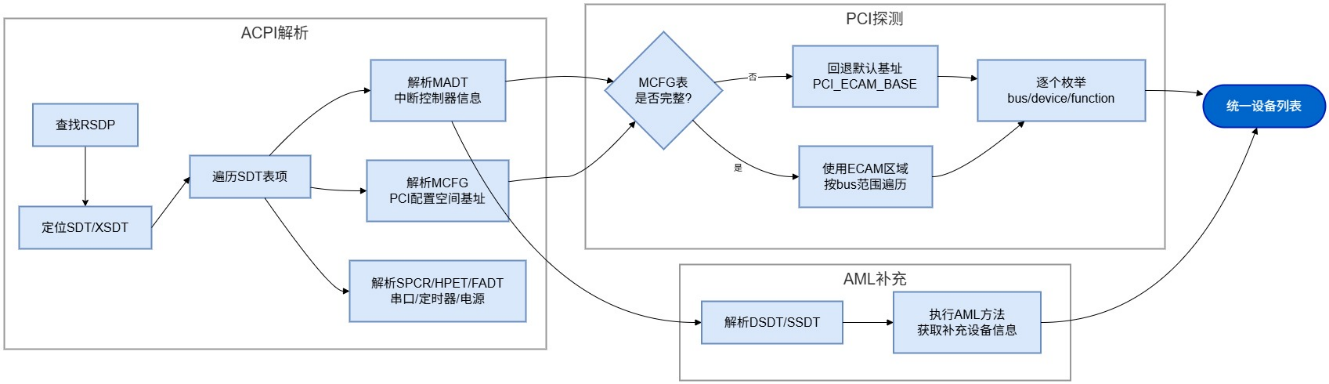 ACPI解析
查找RSDP
定位SDT/XSDT
遍历SDT表项
解析MADT
中断控制器信息
解析MCFG
PCI配置空间基址
解析SPCR/HPET/FADT
串口/定时器/电源
PCI探测
MCFG表
是否完整?
否
是
回退默认基址
PCI_ECAM_BASE
使用ECAM区域
按bus范围遍历
逐个枚举
bus/device/function
AML补充
解析DSDT/SSDT
执行AML方法
获取补充设备信息
统一设备列表